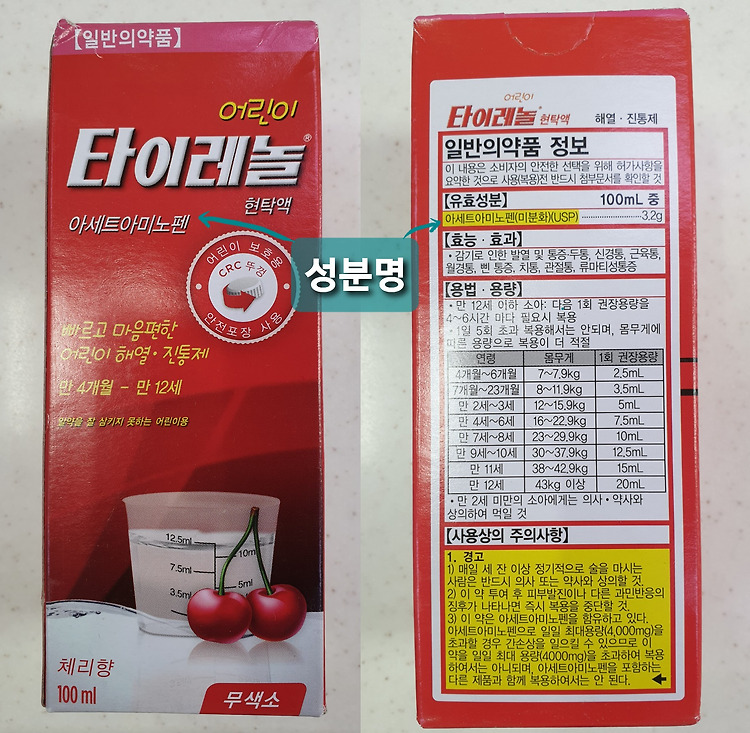 【일반의약품】
어린이
타이레놀®
현탁액
아세트아미노펜
어린이 보호용
CRC 뚜껑
안전포장 사용
빠르고 마음편한
어린이 해열·진통제
만 4개월 - 만 12세
알약을 잘 삼키지 못하는 어린이용
12.5ml
10ml
7.5ml
5ml
3.5ml
체리향
100 ml
무색소
성분명
어린이
타이레놀® 현탁액 해열·진통제
일반의약품 정보
이 내용은 소비자의 안전한 선택을 위해 허가사항을
요약한 것으로 사용(복용)전 반드시 첨부문서를 확인할 것
【유효성분】 100mL 중
아세트아미노펜(미분화)(USP) ----------- 3.2g
【효능·효과】
·감기로 인한 발열 및 통증·두통, 신경통, 근육통,
월경통, 삔 통증, 치통, 관절통, 류마티성통증
【용법·용량】
·만 12세 이하 소아: 다음 1회 권장용량을
4~6시간 마다 필요시 복용
·1일 5회 초과 복용해서는 안되며, 몸무게에
따른 용량으로 복용이 더 적절
연령 몸무게 1회 권장용량
4개월~6개월 7~7.9kg 2.5mL
7개월~23개월 8~11.9kg 3.5mL
만 2세~3세 12~15.9kg 5mL
만 4세~6세 16~22.9kg 7.5mL
만 7세~8세 23~29.9kg 10mL
만 9세~10세 30~37.9kg 12.5mL
만 11세 38~42.9kg 15mL
만 12세 43kg 이상 20mL
·만 2세 미만의 소아에게는 의사·약사와
상의하여 먹일 것
【사용상의 주의사항】
1. 경고
1) 매일 세 잔 이상 정기적으로 술을 마시는
사람은 반드시 의사 또는 약사와 상의할 것.
2) 이 약 투여 후 피부발진이나 다른 과민반응의
징후가 나타나면 즉시 복용을 중단할 것.
3) 이 약은 아세트아미노펜을 함유하고 있다.
아세트아미노펜으로 일일 최대용량(4,000mg)을
초과할 경우 간손상을 일으킬 수 있으므로 이
약을 일일 최대 용량(4000mg)을 초과하여 복용
하여서는 아니되며, 아세트아미노펜을 포함하는
다른 제품과 함께 복용하여서는 안 된다.